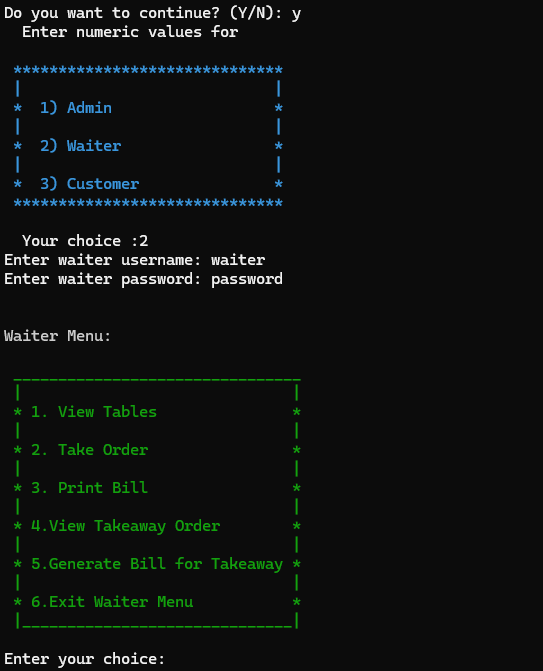 Do you want to continue? (Y/N): y
  Enter numeric values for
 ******************************
 |                            |
 *  1) Admin                  *
 |                            |
 *  2) Waiter                 *
 |                            |
 *  3) Customer               *
 ******************************
  Your choice :2
Enter waiter username: waiter
Enter waiter password: password
Waiter Menu:
 ________________________________
 |                              |
 * 1. View Tables               *
 |                              |
 * 2. Take Order                *
 |                              |
 * 3. Print Bill                *
 |                              |
 * 4.View Takeaway Order        *
 |                              |
 * 5.Generate Bill for Takeaway *
 |                              |
 * 6.Exit Waiter Menu           *
 |______________________________|
Enter your choice: